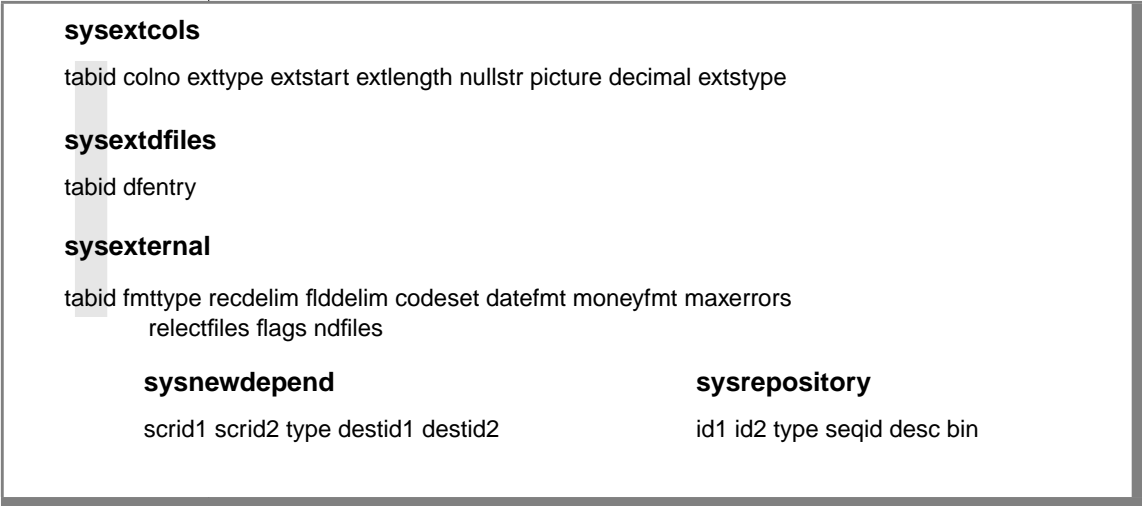 sysextcols
tabid colno exttype extstart extlength nullstr picture decimal extstype
sysextdfiles
tabid dfentry
sysexternal
tabid fmttype recdelim flddelim codeset datefmt moneyfmt maxerrors
relectfiles flags ndfiles
sysnewdepend
scrid1 scrid2 type destid1 destid2
sysrepository
id1 id2 type seqid desc bin